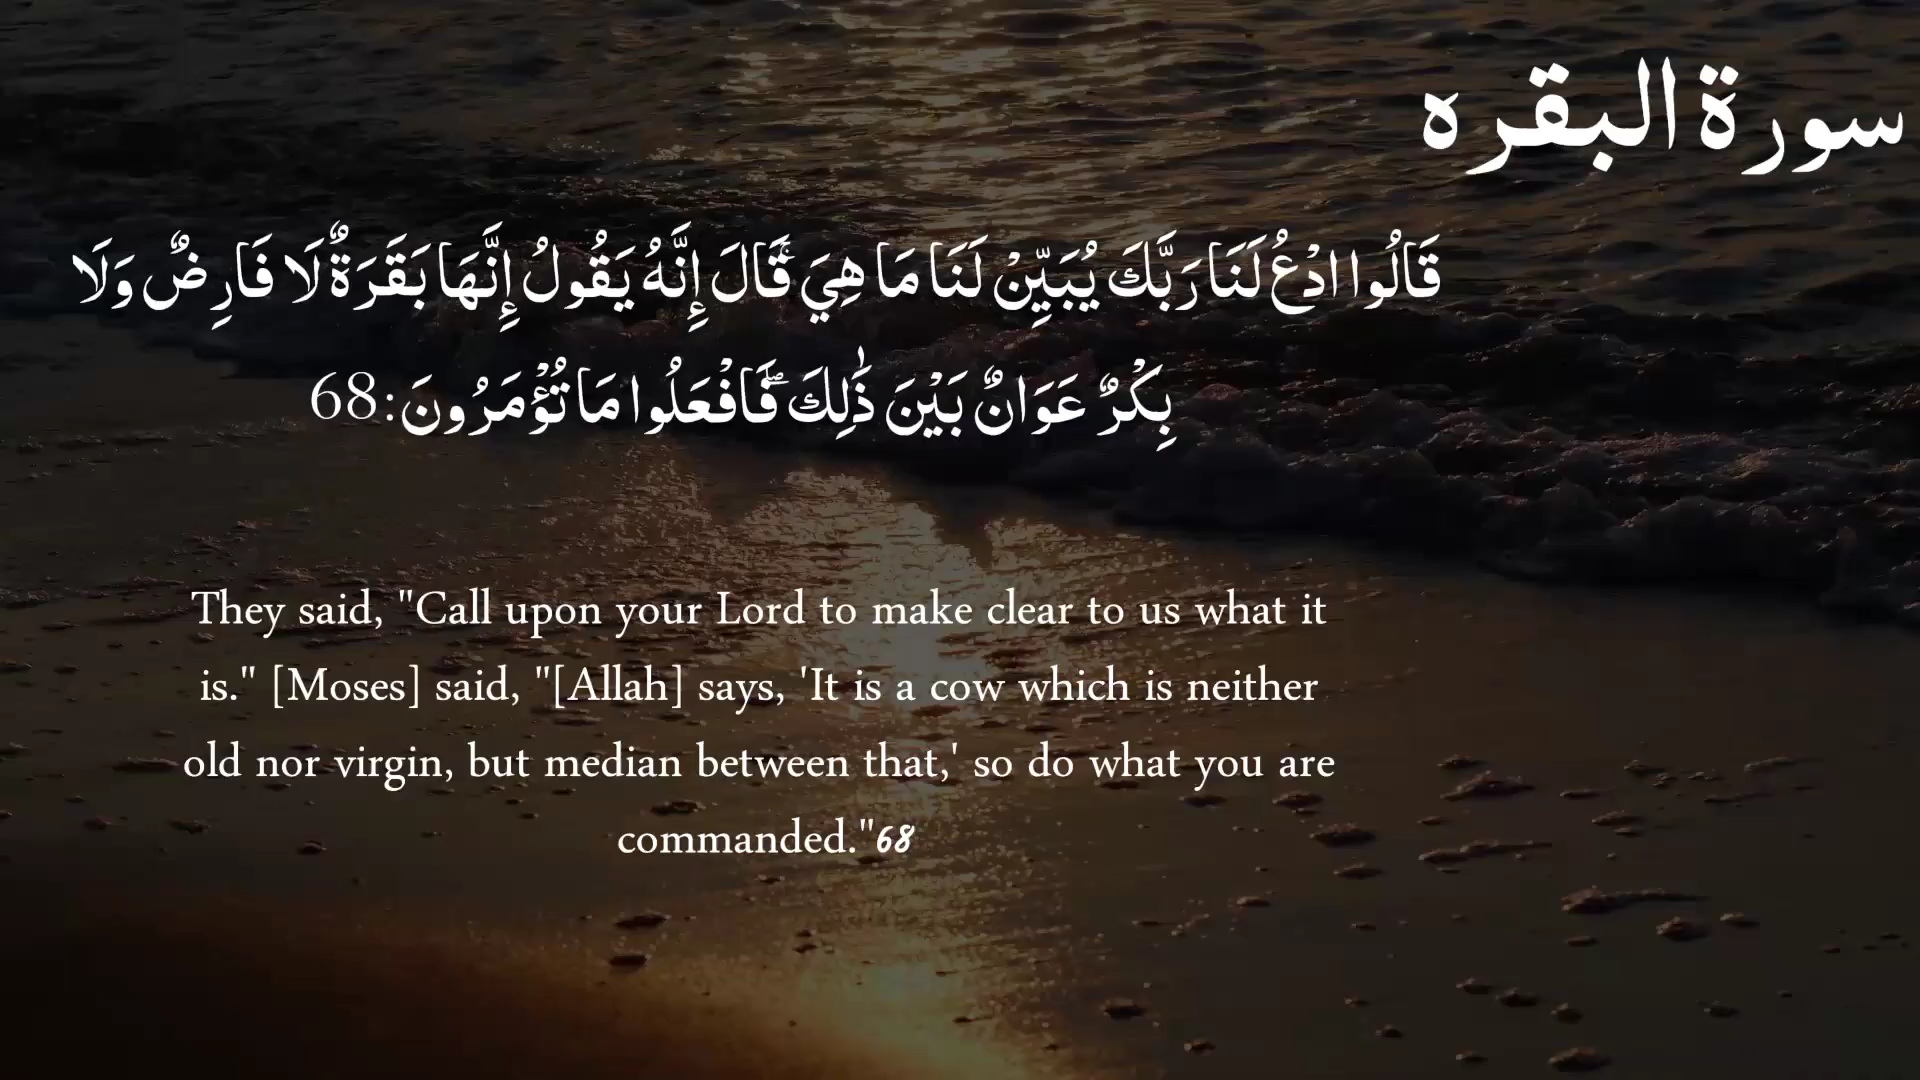 سورة البقره
قَالُوا ادْعُ لَنَا رَبَّكَ يُبَيِّنْ لَنَا مَا هِيَ ۚ قَالَ إِنَّهُ يَقُولُ إِنَّهَا بَقَرَةٌ لَا فَارِضٌ وَلَا
بِكْرٌ عَوَانٌ بَيْنَ ذَٰلِكَ ۖ فَافْعَلُوا مَا تُؤْمَرُونَ:68
They said, "Call upon your Lord to make clear to us what it
is." [Moses] said, "[Allah] says, 'It is a cow which is neither
old nor virgin, but median between that,' so do what you are
commanded."68